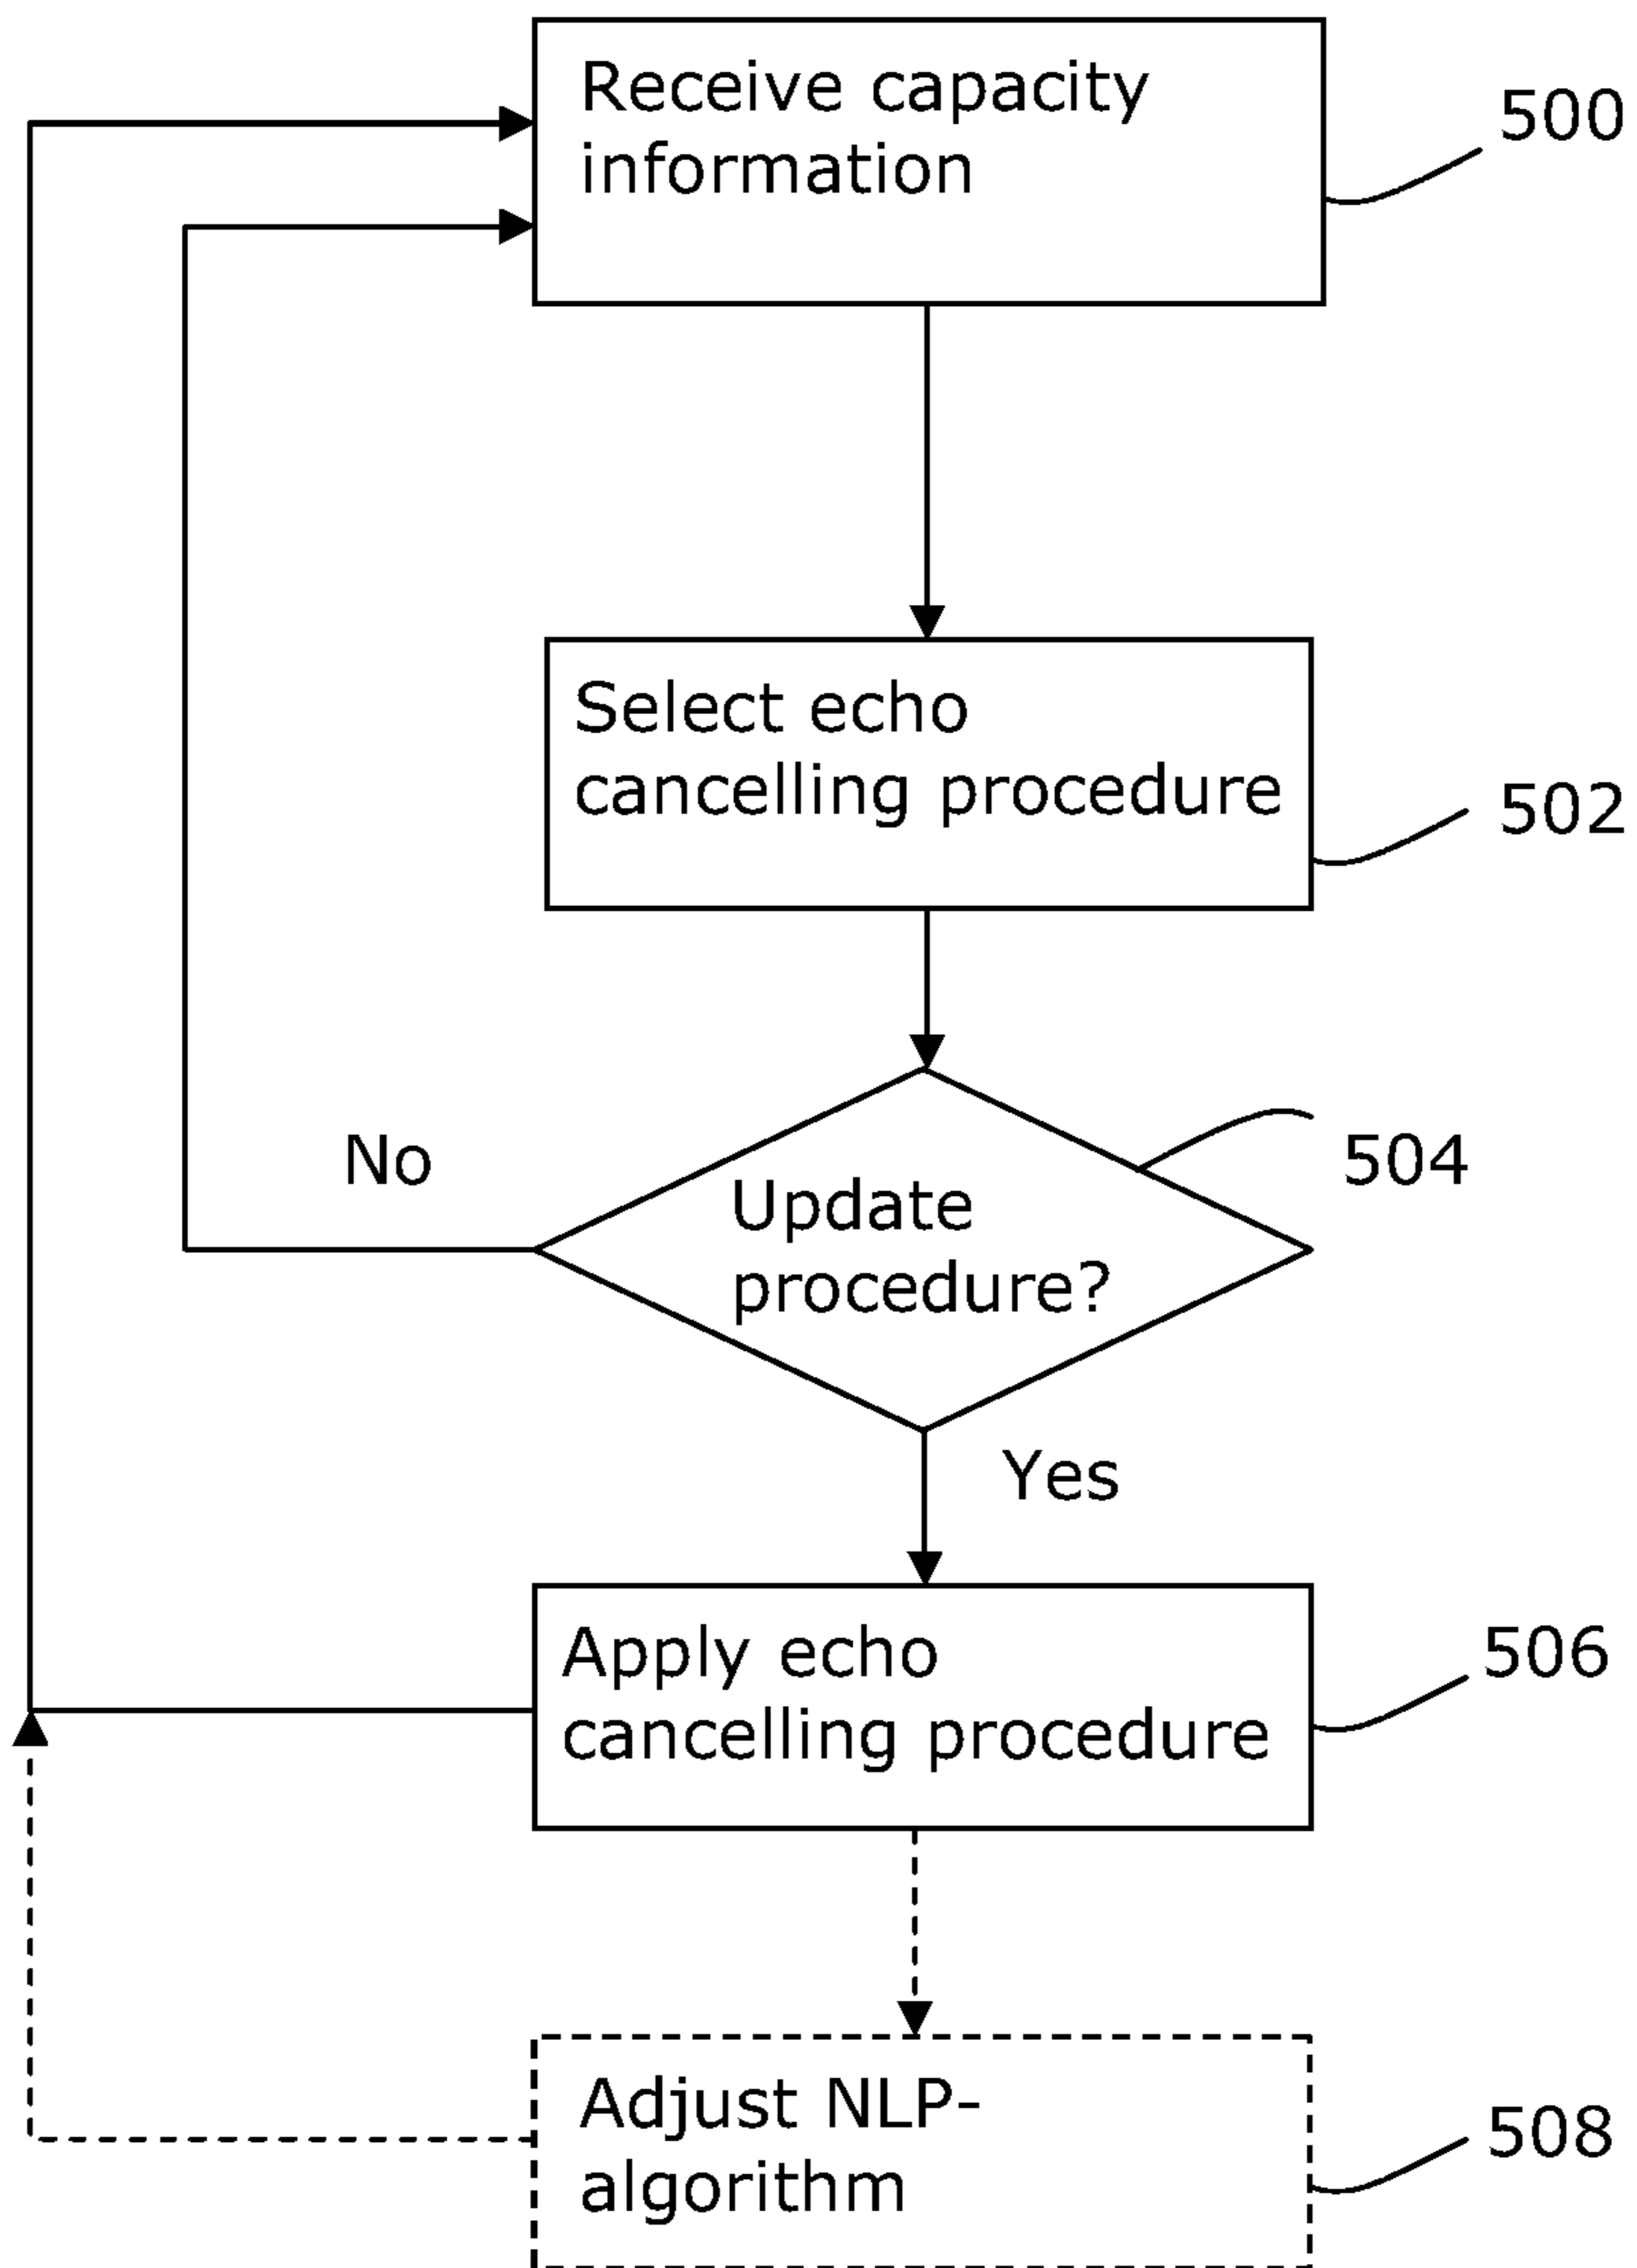 Receive capacity
information
500
Select echo
cancelling procedure
502
No
504
Update
procedure?
Yes
Apply echo
cancelling procedure
506
Adjust NLP-
algorithm
508